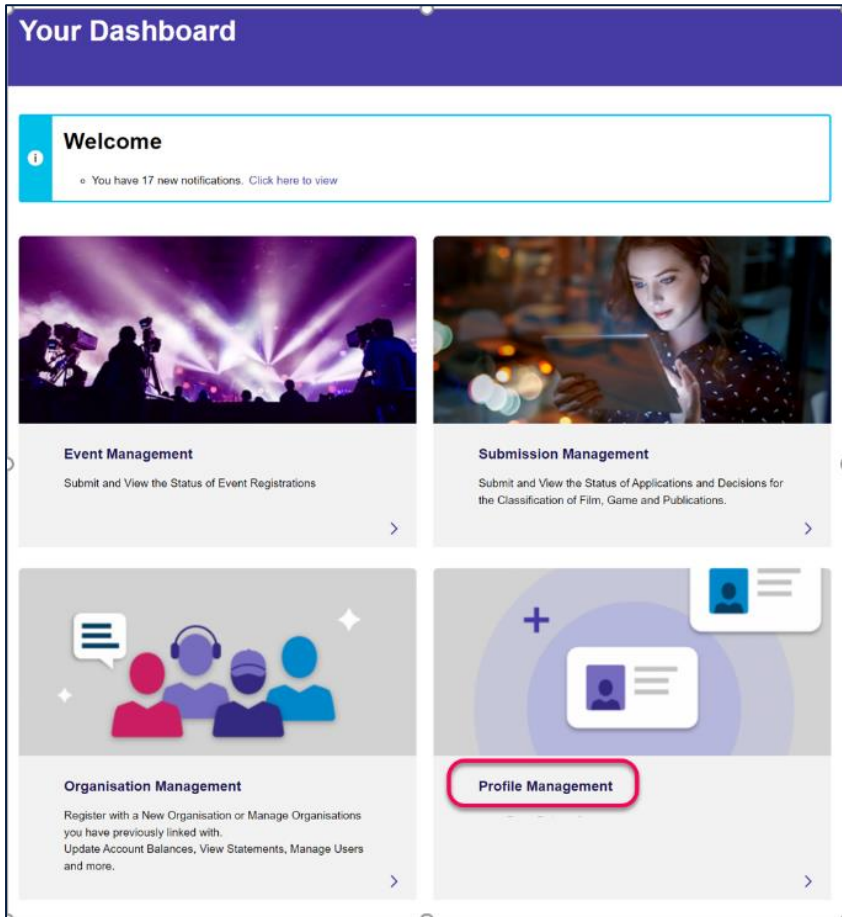 Your Dashboard
Welcome
You have 17 new notifications. Click here to view
Event Management
Submit and View the Status of Event Registrations
Submission Management
Submit and View the Status of Applications and Decisions for
the Classification of Film, Game and Publications.
Organisation Management
Register with a New Organisation or Manage Organisations
you have previously linked with.
Update Account Balances, View Statements, Manage Users
and more.
Profile Management